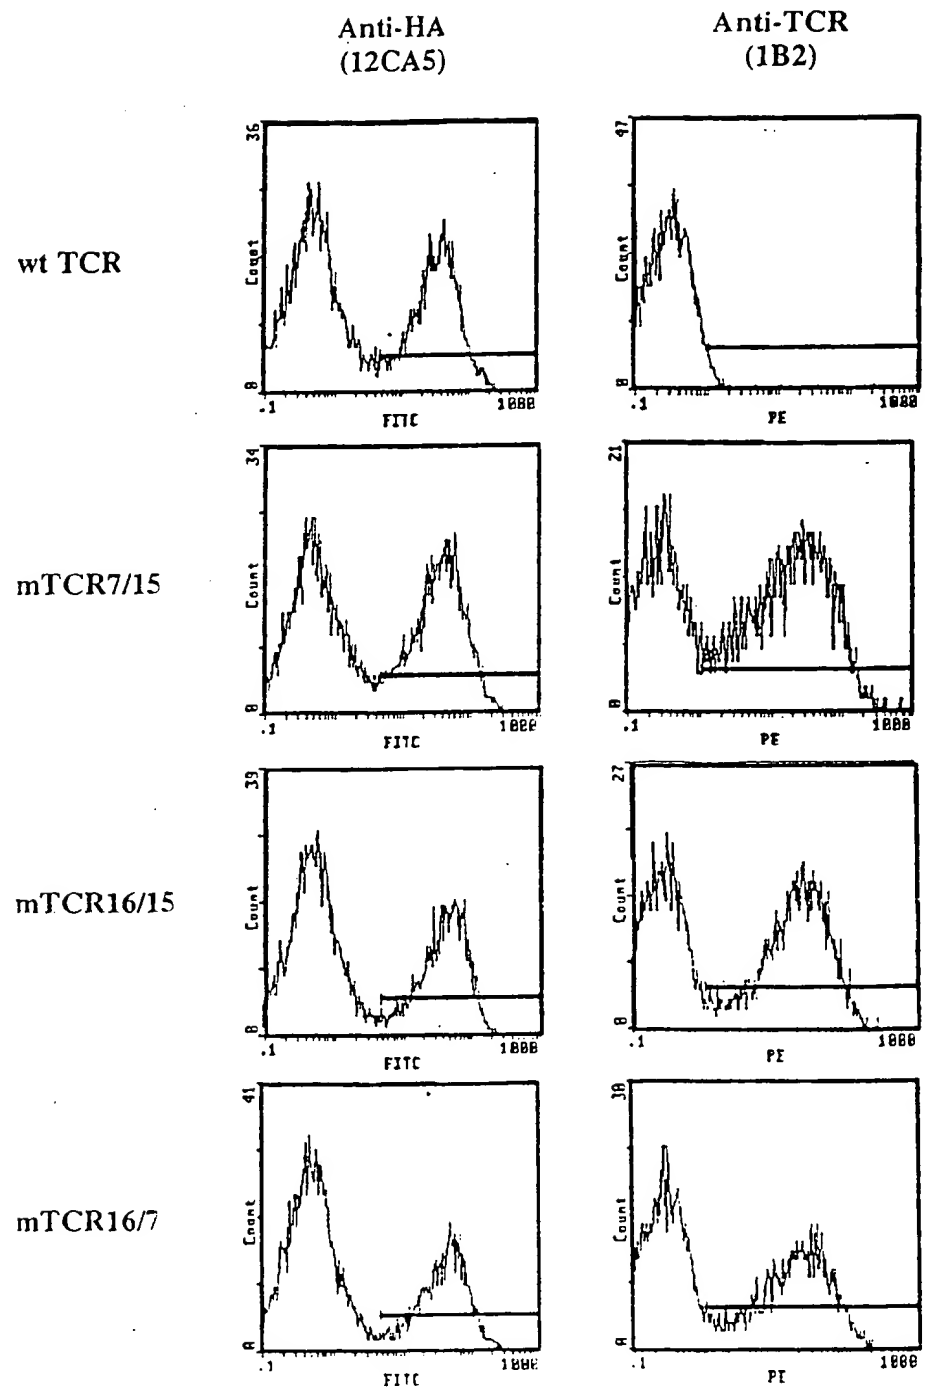 Anti-HA
(12CA5)
Anti-TCR
(1B2)
wt TCR
36
Count
0
.1
1000
FITC
47
Count
0
.1
1000
PE
mTCR7/15
34
Count
0
.1
1000
FITC
21
Count
0
.1
1000
PE
mTCR16/15
39
Count
0
.1
1000
FITC
27
Count
0
.1
1000
PE
mTCR16/7
41
Count
0
.1
1000
FITC
Count
0
.1
1000
PE